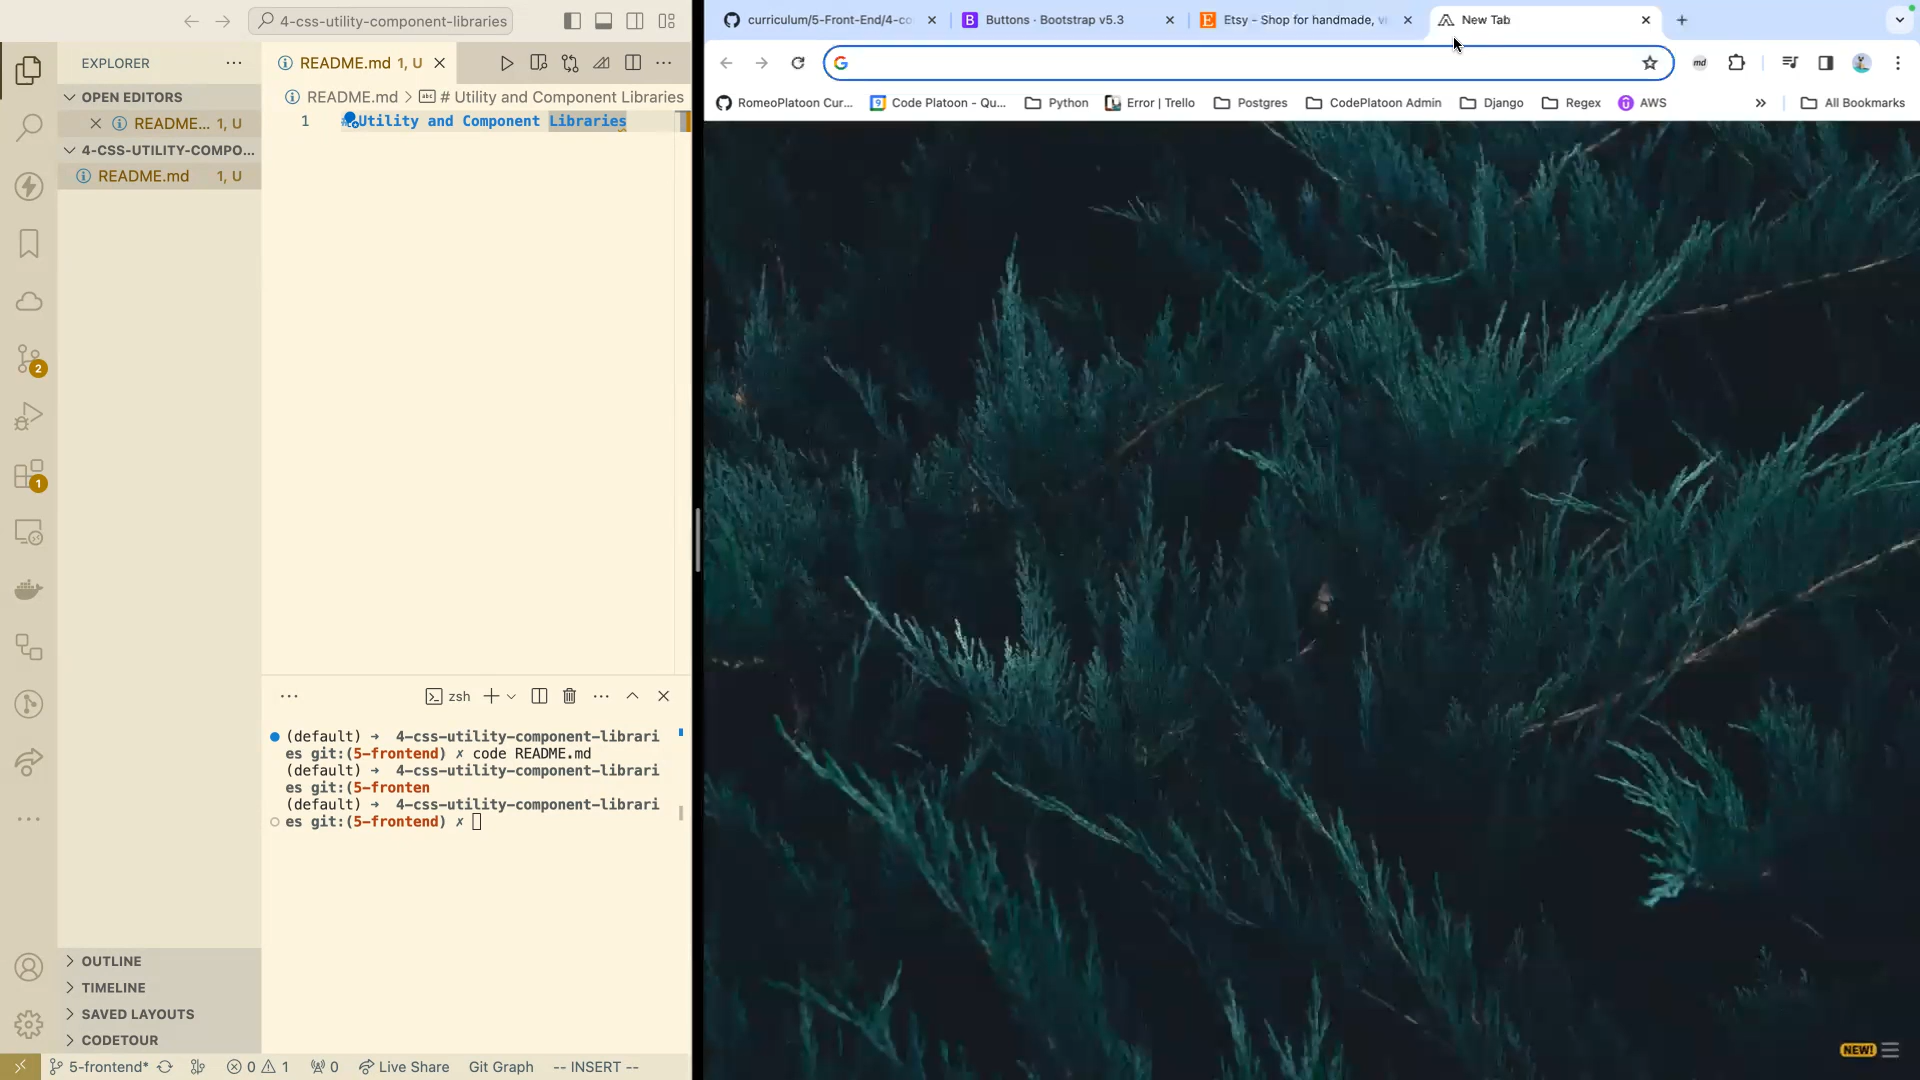 4-css-utility-component-libraries
EXPLORER
OPEN EDITORS
README... 1, U
4-CSS-UTILITY-COMPO...
README.md 1, U
OUTLINE
TIMELINE
SAVED LAYOUTS
CODETOUR
2
1
README.md 1, U
README.md > # Utility and Component Libraries
1 Utility and Component Libraries
zsh
(default) → 4-css-utility-component-librari
es git:(5-frontend) ✗ code README.md
(default) → 4-css-utility-component-librari
es git:(5-fronten
(default) → 4-css-utility-component-librari
es git:(5-frontend) ✗
5-frontend* 0 1 0 Live Share Git Graph -- INSERT --
curriculum/5-Front-End/4-co
Buttons · Bootstrap v5.3
Etsy - Shop for handmade, vi
New Tab
RomeoPlatoon Cur... Code Platoon - Qu... Python Error | Trello Postgres CodePlatoon Admin Django Regex AWS » All Bookmarks
NEW!